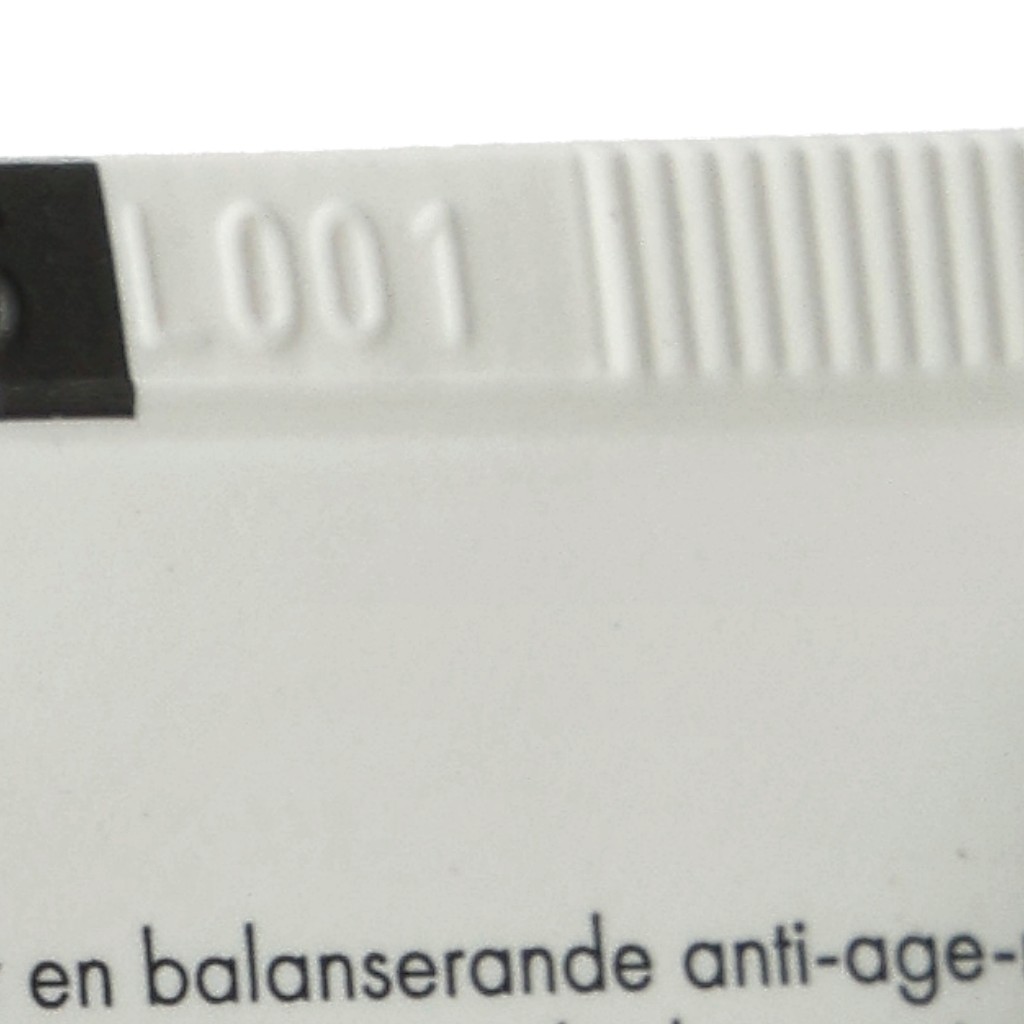 L001
en balanserande anti-age-